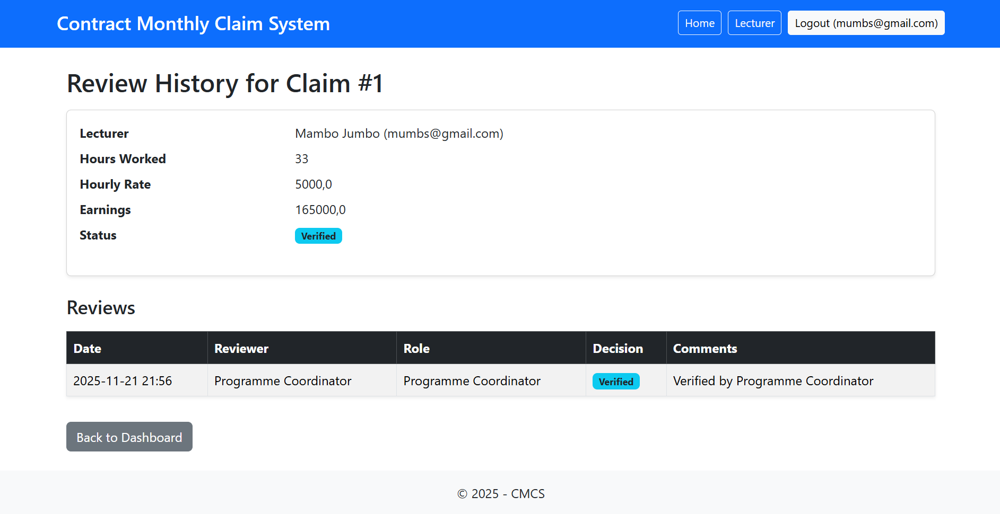 Contract Monthly Claim System Home Lecturer Logout (mumbs@gmail.com)
Review History for Claim #1
Lecturer Mambo Jumbo (mumbs@gmail.com)
Hours Worked 33
Hourly Rate 5000,0
Earnings 165000,0
Status Verified
Reviews
Date Reviewer Role Decision Comments
2025-11-21 21:56 Programme Coordinator Programme Coordinator Verified Verified by Programme Coordinator
Back to Dashboard
© 2025 - CMCS